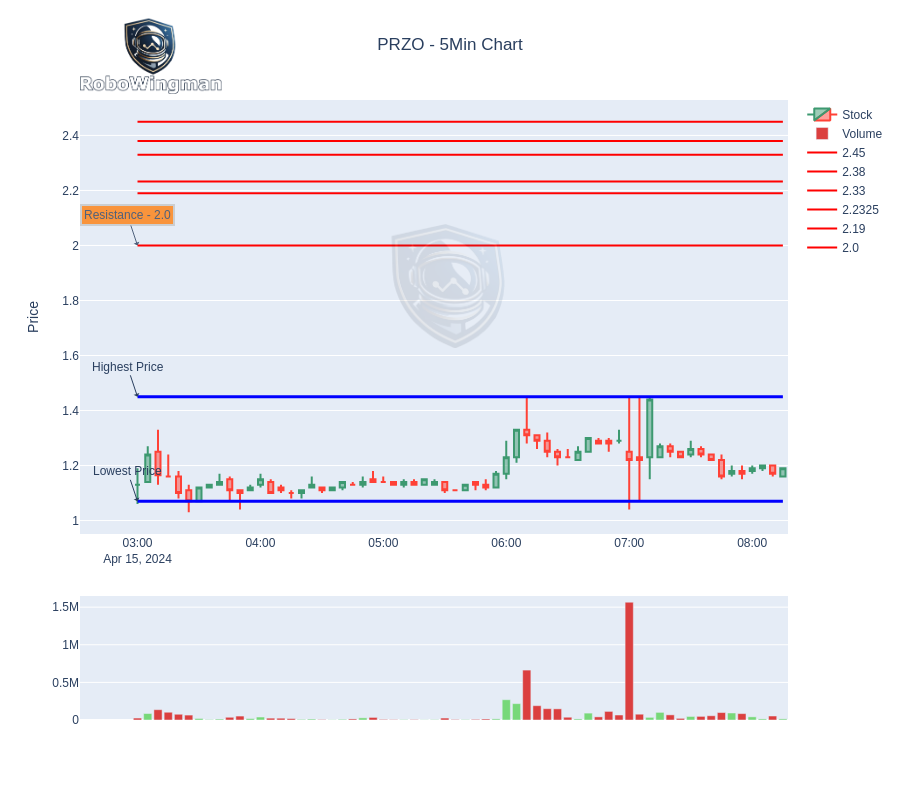 RoboWingman
PRZO - 5Min Chart
Stock
Volume
2.45
2.38
2.33
2.2325
2.19
2.0
Price
2.4
2.2
2
1.8
1.6
1.4
1.2
1
Resistance - 2.0
Highest Price
Lowest Price
03:00
04:00
05:00
06:00
07:00
08:00
Apr 15, 2024
1.5M
1M
0.5M
0